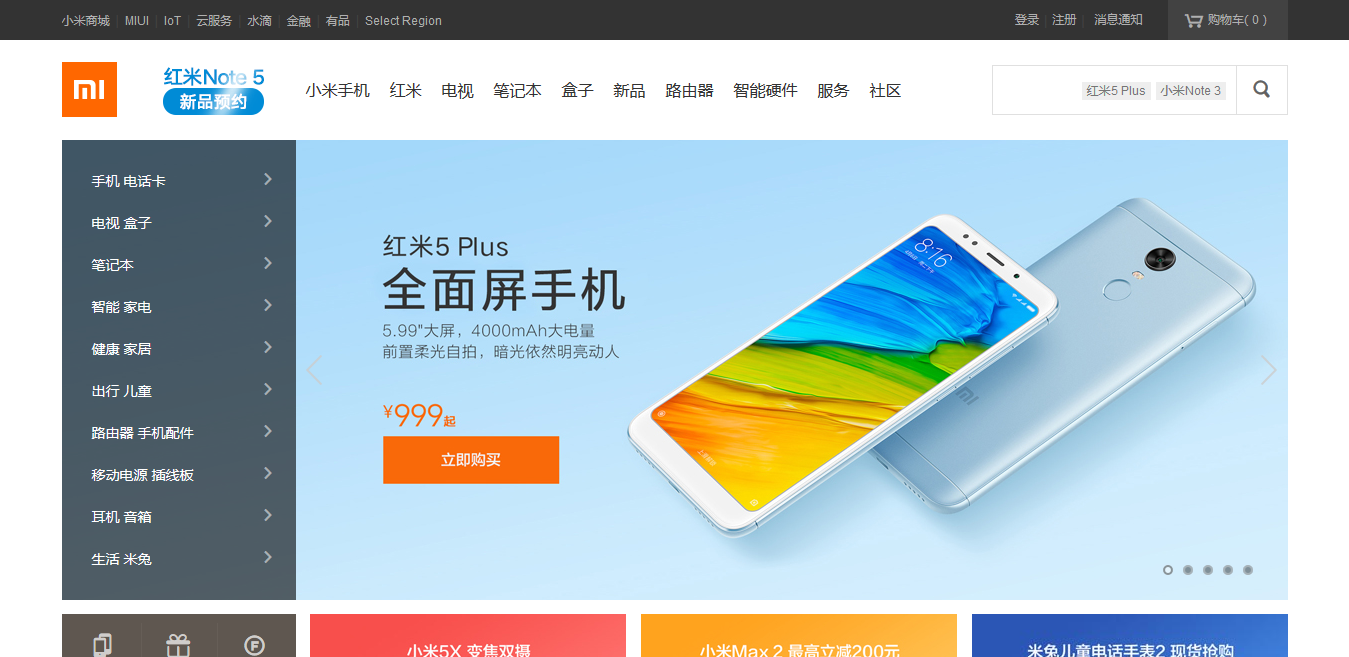 小米商城 MIUI IoT 云服务 水滴 金融 有品 Select Region 登录 注册 消息通知 购物车( 0 )
红米Note 5
新品预约
小米手机 红米 电视 笔记本 盒子 新品 路由器 智能硬件 服务 社区 红米5 Plus 小米Note 3
手机 电话卡
电视 盒子
笔记本
智能 家电
健康 家居
出行 儿童
路由器 手机配件
移动电源 插线板
耳机 音箱
生活 米兔
红米5 Plus
全面屏手机
5.99"大屏，4000mAh大电量
前置柔光自拍，暗光依然明亮动人
¥999起
立即购买
8:16
小米5X 变焦双摄 小米Max 2 最高立减200元 米兔儿童电话手表2 现货抢购